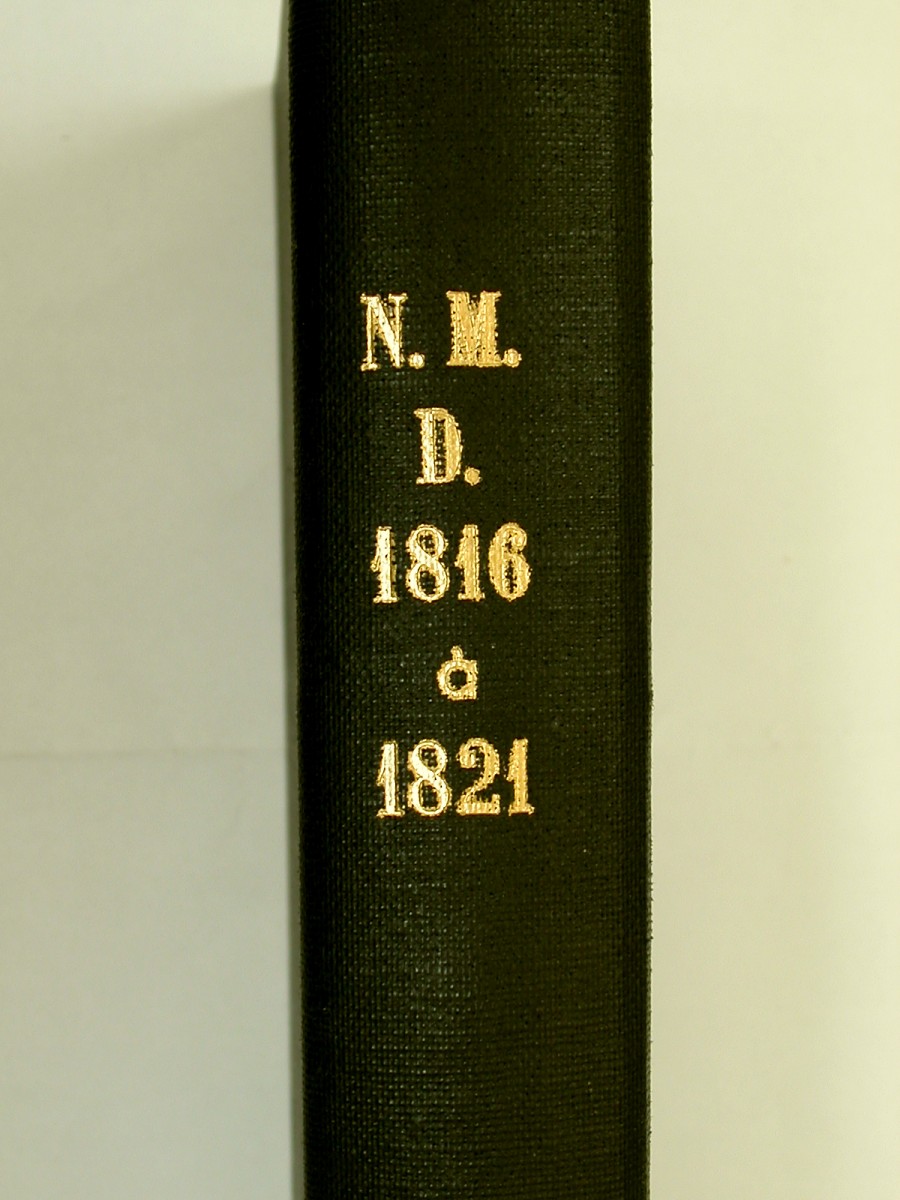 N. M.
D.
1816
à
1821